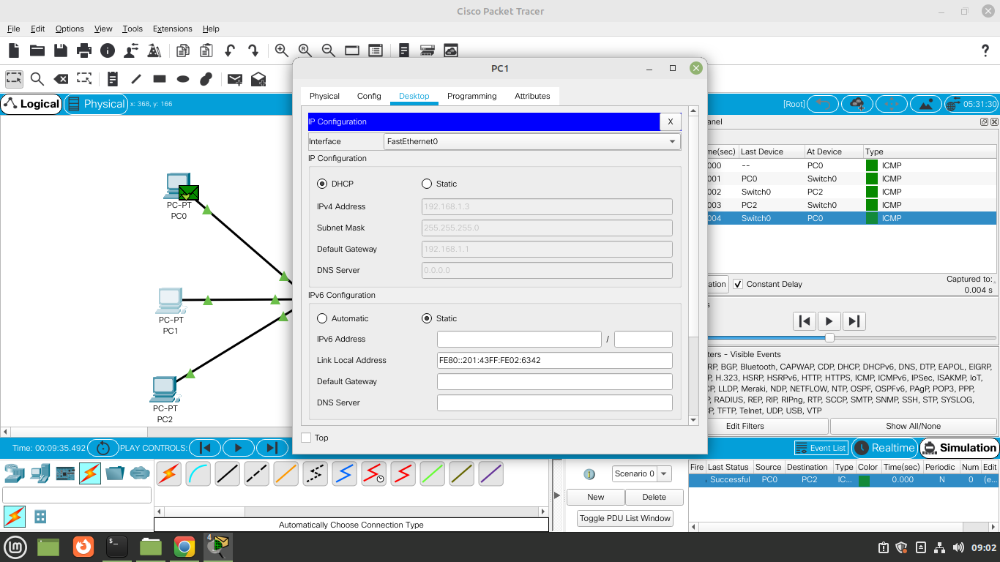 Cisco Packet Tracer
File Edit Options View Tools Extensions Help
?
Logical Physical x: 368, y: 166 [Root] 05:31:30
PC1
Physical Config Desktop Programming Attributes
IP Configuration X
Interface FastEthernet0
IP Configuration
DHCP Static
IPv4 Address 192.168.1.3
Subnet Mask 255.255.255.0
Default Gateway 192.168.1.1
DNS Server 0.0.0.0
IPv6 Configuration
Automatic Static
IPv6 Address /
Link Local Address FE80::201:43FF:FE02:6342
Default Gateway
DNS Server
Top
PC-PT
PC0
PC-PT
PC1
PC-PT
PC2
anel
me(sec) Last Device At Device Type
000 -- PC0 ICMP
001 PC0 Switch0 ICMP
002 Switch0 PC2 ICMP
003 PC2 Switch0 ICMP
004 Switch0 PC0 ICMP
ation Constant Delay Captured to:
0.004 s
s
ters - Visible Events
RP, BGP, Bluetooth, CAPWAP, CDP, DHCP, DHCPv6, DNS, DTP, EAPOL, EIGRP,
P, H.323, HSRP, HSRPv6, HTTP, HTTPS, ICMP, ICMPv6, IPSec, ISAKMP, IoT,
CP, LLDP, Meraki, NDP, NETFLOW, NTP, OSPF, OSPFv6, PAgP, POP3, PPP,
P, RADIUS, REP, RIP, RIPng, RTP, SCCP, SMTP, SNMP, SSH, STP, SYSLOG,
P, TFTP, Telnet, UDP, USB, VTP
Edit Filters Show All/None
Time: 00:09:35.492 PLAY CONTROLS: Event List Realtime Simulation
Scenario 0
New Delete
Toggle PDU List Window
Automatically Choose Connection Type
Fire Last Status Source Destination Type Color Time(sec) Periodic Num Edit
Successful PC0 PC2 IC... 0.000 N 0 (e...
4
09:02